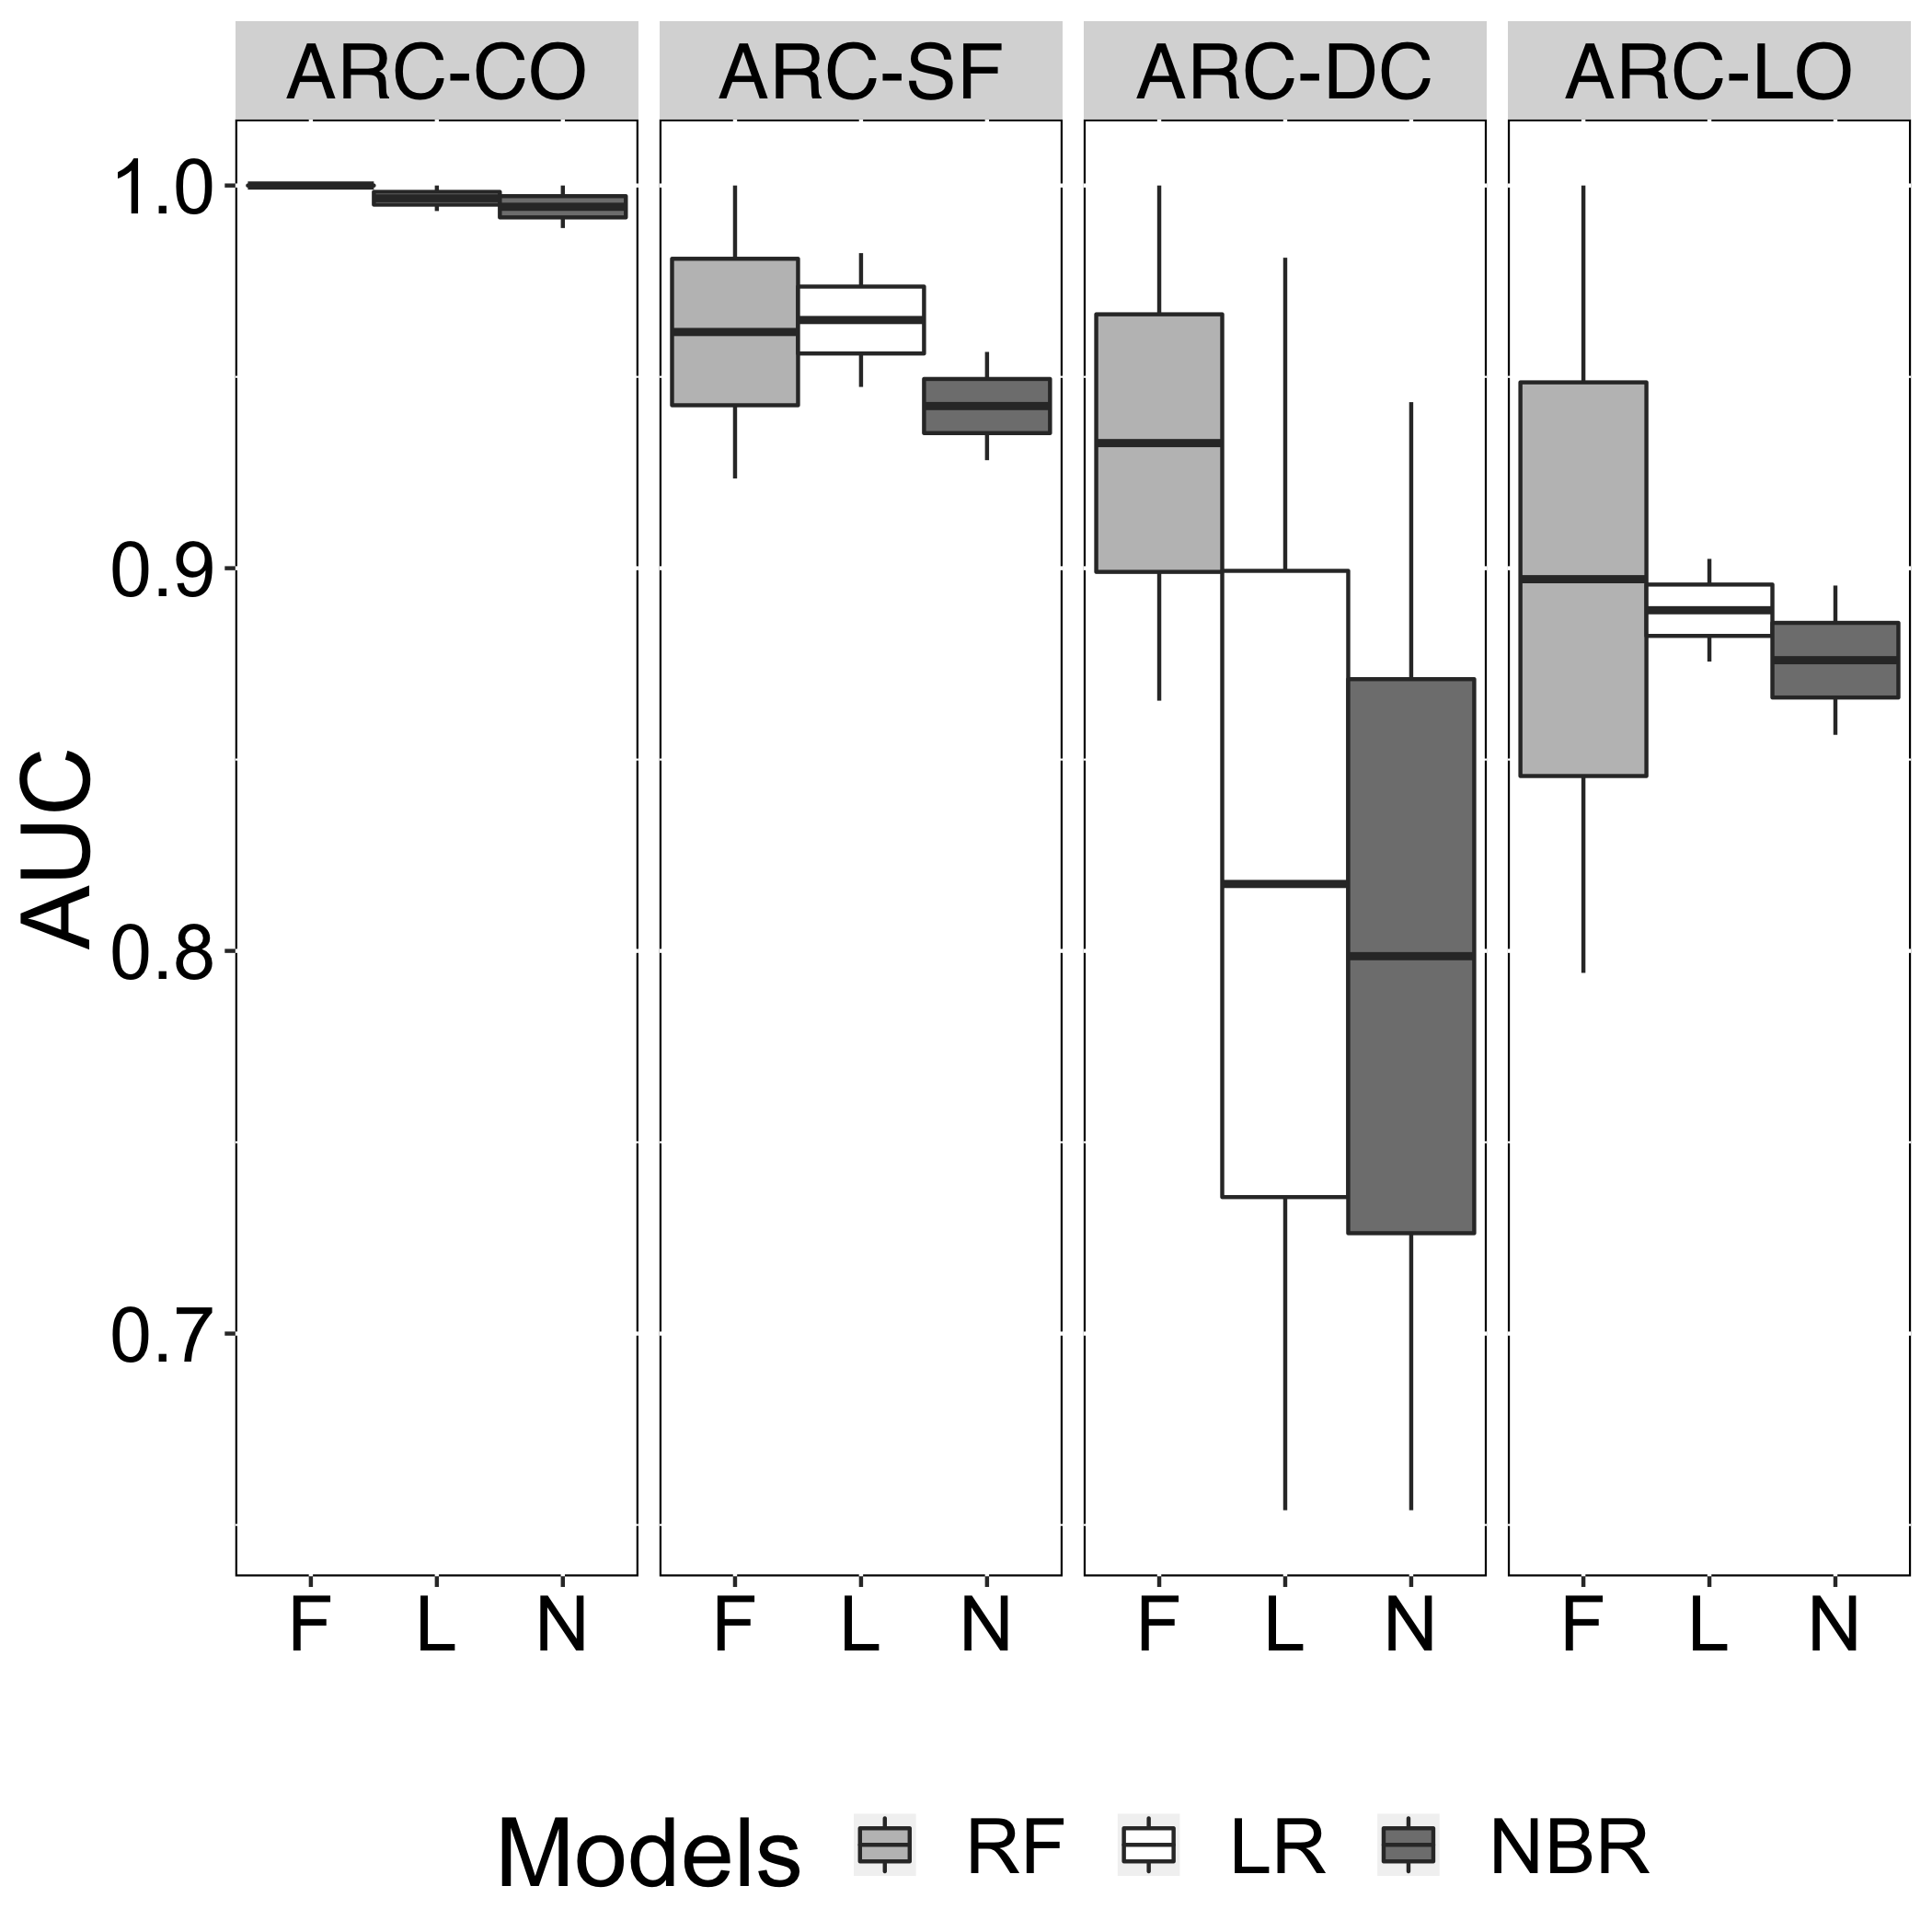 ARC-CO ARC-SF ARC-DC ARC-LO
1.0
0.9
0.8
0.7
AUC
F L N F L N F L N F L N
Models RF LR NBR